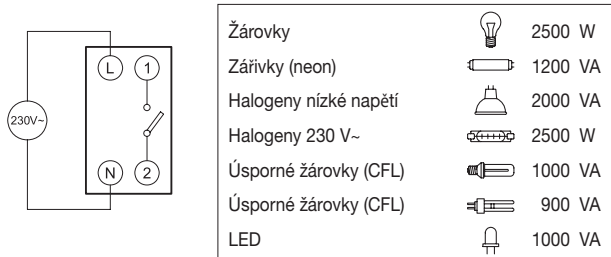 L 1
230V~
N 2
Žárovky 2500 W
Zářivky (neon) 1200 VA
Halogeny nízké napětí 2000 VA
Halogeny 230 V~ 2500 W
Úsporné žárovky (CFL) 1000 VA
Úsporné žárovky (CFL) 900 VA
LED 1000 VA